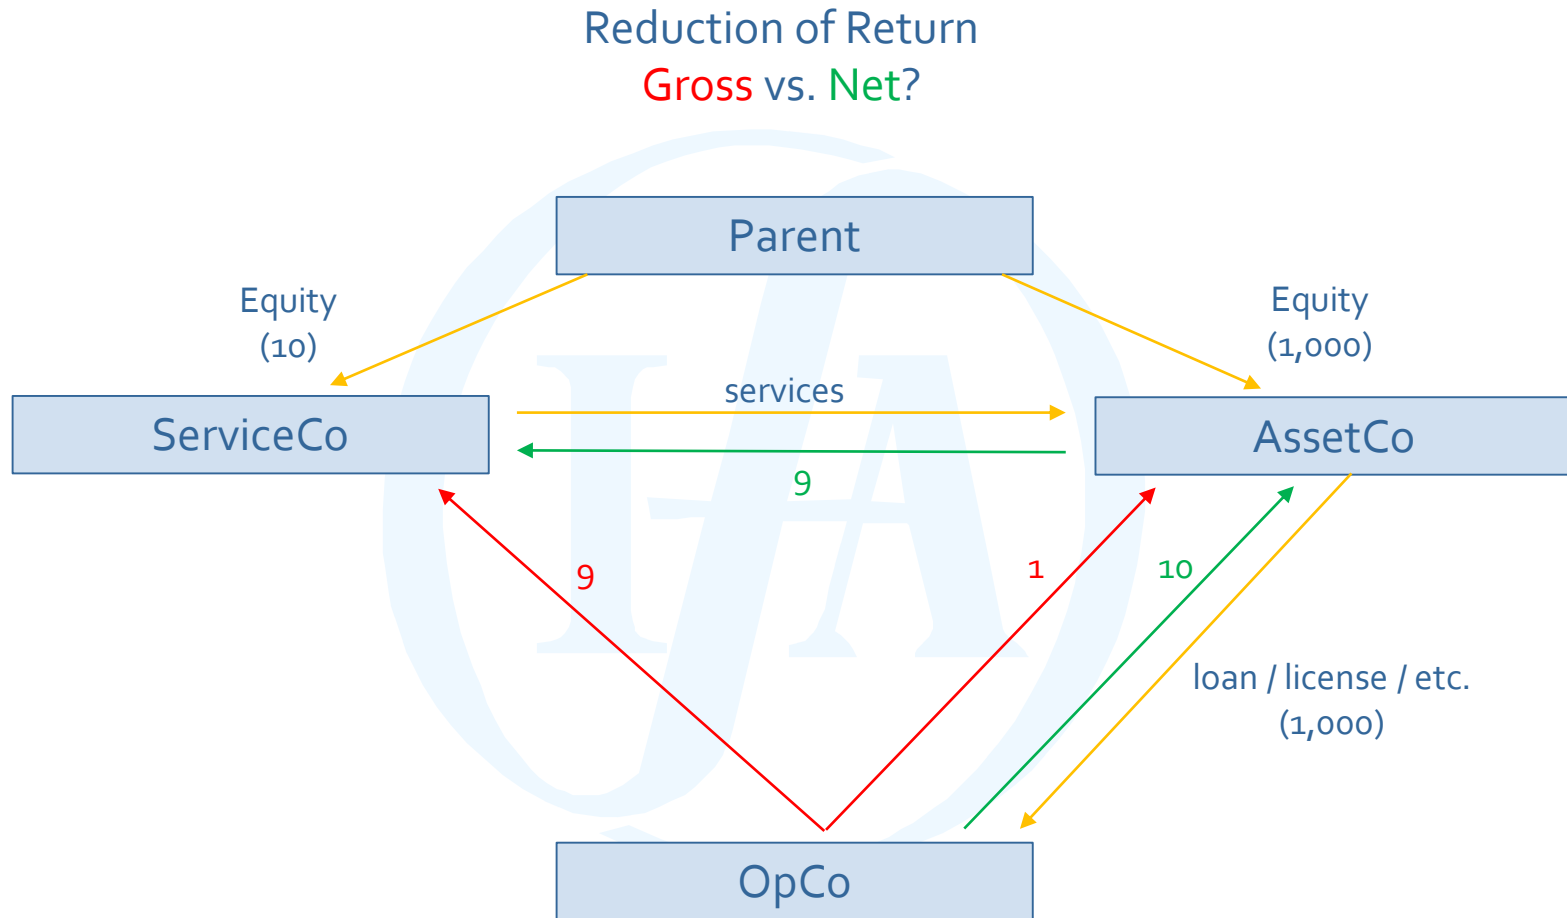 Reduction of Return
Gross vs. Net?
Parent
Equity
(10)
Equity
(1,000)
services
ServiceCo
AssetCo
9
9
1
10
loan / license / etc.
(1,000)
OpCo
IFA